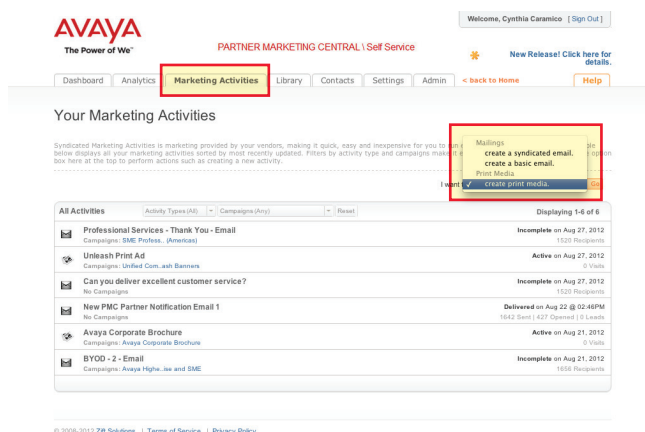 AVAYA
The Power of We™
PARTNER MARKETING CENTRAL \ Self Service
Welcome, Cynthia Caramico [ Sign Out ]
New Release! Click here for details.
Dashboard Analytics Marketing Activities Library Contacts Settings Admin < back to Home Help
Your Marketing Activities
Syndicated Marketing Activities is marketing provided by your vendors, making it quick, easy and inexpensive for you to run
below displays all your marketing activities sorted by most recently updated. Filters by activity type and campaigns make it option
box here at the top to perform actions such as creating a new activity.
Mailings
create a syndicated email.
create a basic email.
Print Media
I want ✓ create print media. Go
All Activities Activity Types (All) Campaigns (Any) Reset Displaying 1-6 of 6
Professional Services - Thank You - Email Incomplete on Aug 27, 2012
Campaigns: SME Profess.. (Americas) 1520 Recipients
Unleash Print Ad Active on Aug 27, 2012
Campaigns: Unified Com..ash Banners 0 Visits
Can you deliver excellent customer service? Incomplete on Aug 27, 2012
No Campaigns 1520 Recipients
New PMC Partner Notification Email 1 Delivered on Aug 22 @ 02:46PM
No Campaigns 1642 Sent | 427 Opened | 0 Leads
Avaya Corporate Brochure Active on Aug 21, 2012
Campaigns: Avaya Corporate Brochure 0 Visits
BYOD - 2 - Email Incomplete on Aug 21, 2012
Campaigns: Avaya Highe..ise and SME 1656 Recipients
© 2008-2012 Zift Solutions | Terms of Service | Privacy Policy